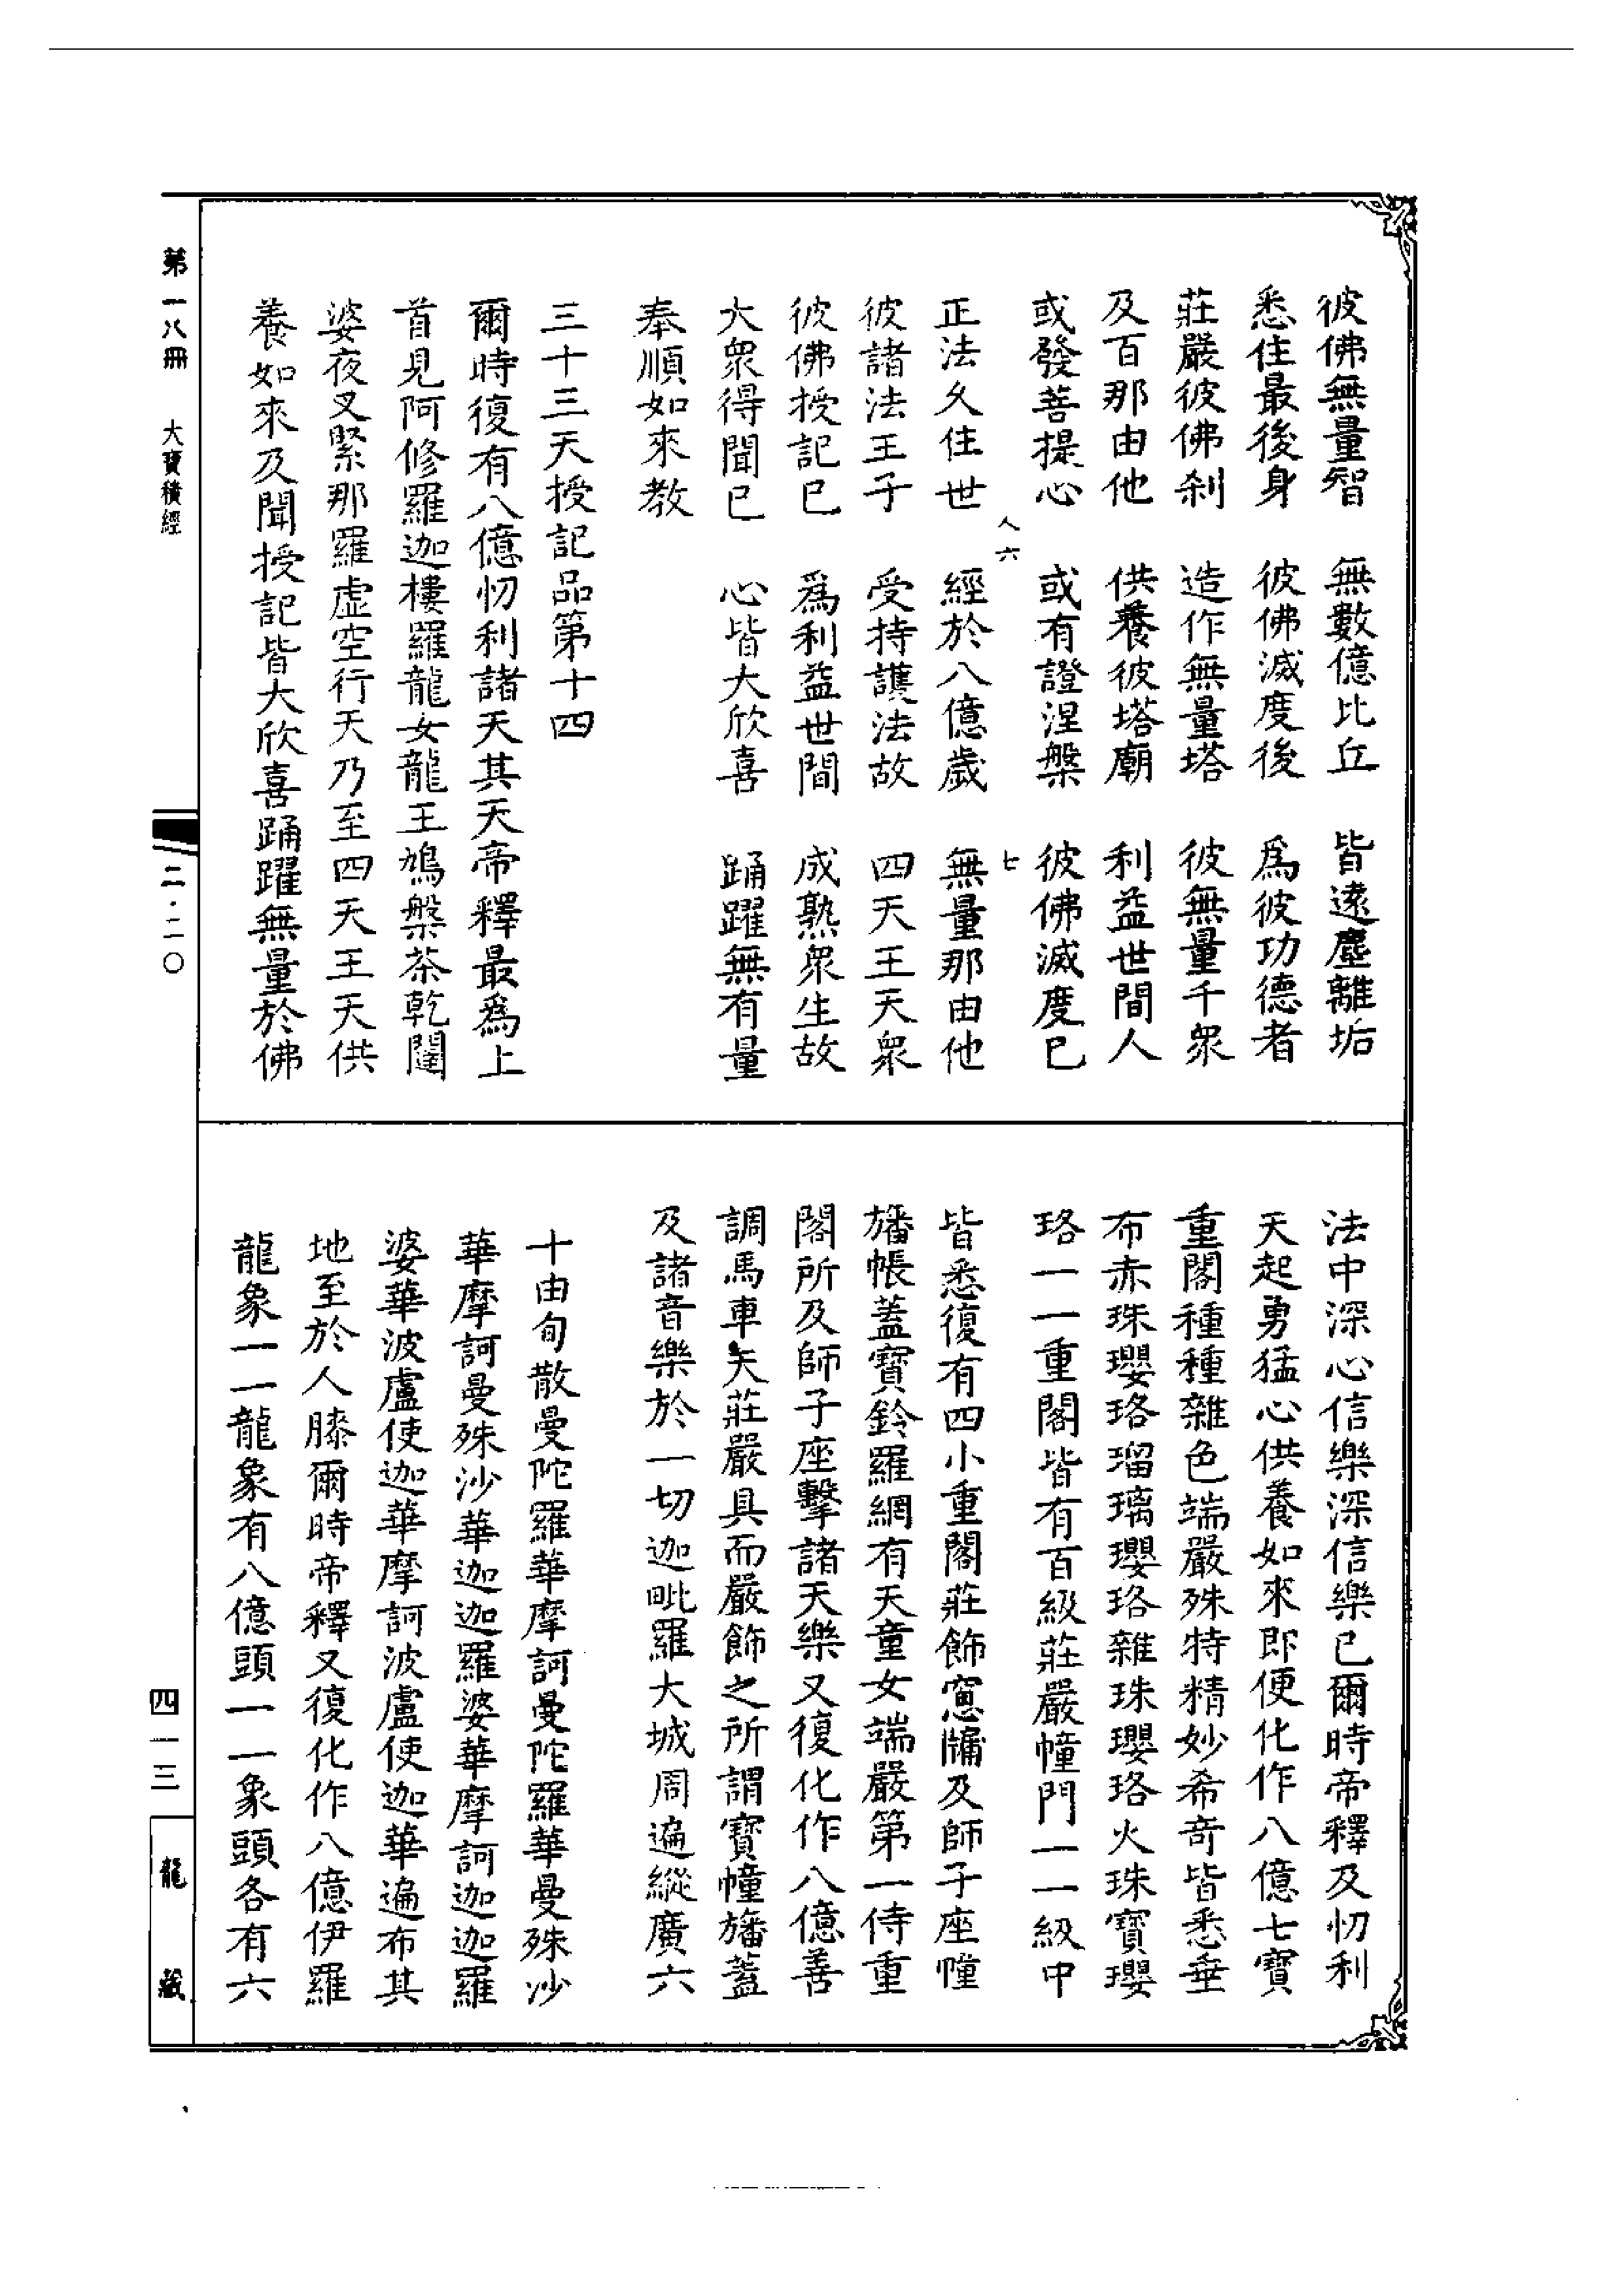 彼佛無量智　無數億比丘　皆遠塵離垢
悉住最後身　彼佛滅度後　爲彼功德者
莊嚴彼佛刹　造作無量塔　彼無量千衆
及百那由他　供養彼塔廟　利益世間人
或發菩提心　或有證涅槃　彼佛滅度已
人六　七
正法久住世　經於八億歲　無量那由他
彼諸法王子　受持護法故　四天王天衆
彼佛授記已　爲利益世間　成熟衆生故
大衆得聞已　心皆大欣喜　踊躍無有量
奉順如來教
三十三天授記品第十四
爾時復有八億忉利諸天其天帝釋最爲上
首見阿修羅迦樓羅龍女龍王鳩槃茶乾闥
婆夜叉緊那羅虛空行天乃至四天王天供
養如來及聞授記皆大欣喜踊躍無量於佛
法中深心信樂深信樂已爾時帝釋及忉利
天起勇猛心供養如來即便化作八億七寶
重閣種種雜色端嚴殊特精妙希奇皆悉垂
布赤珠瓔珞瑠璃瓔珞雜珠瓔珞火珠寶瓔
珞一一重閣皆有百級莊嚴幢門一一級中
皆悉復有四小重閣莊飾窻牖及師子座幢
旛帳蓋寶鈴羅網有天童女端嚴第一侍重
閣所及師子座擊諸天樂又復化作八億善
調馬車天莊嚴具而嚴飾之所謂寶幢旛蓋
及諸音樂於一切迦毗羅大城周遍縱廣六
十由旬散曼陀羅華摩訶曼陀羅華曼殊沙
華摩訶曼殊沙華迦迦羅婆華摩訶迦迦羅
婆華波盧使迦華摩訶波盧使迦華遍布其
地至於人膝爾時帝釋又復化作八億伊羅
龍象一一龍象有八億頭一一象頭各有六
第一八冊　大寶積經
二·二〇
四一三
龍藏